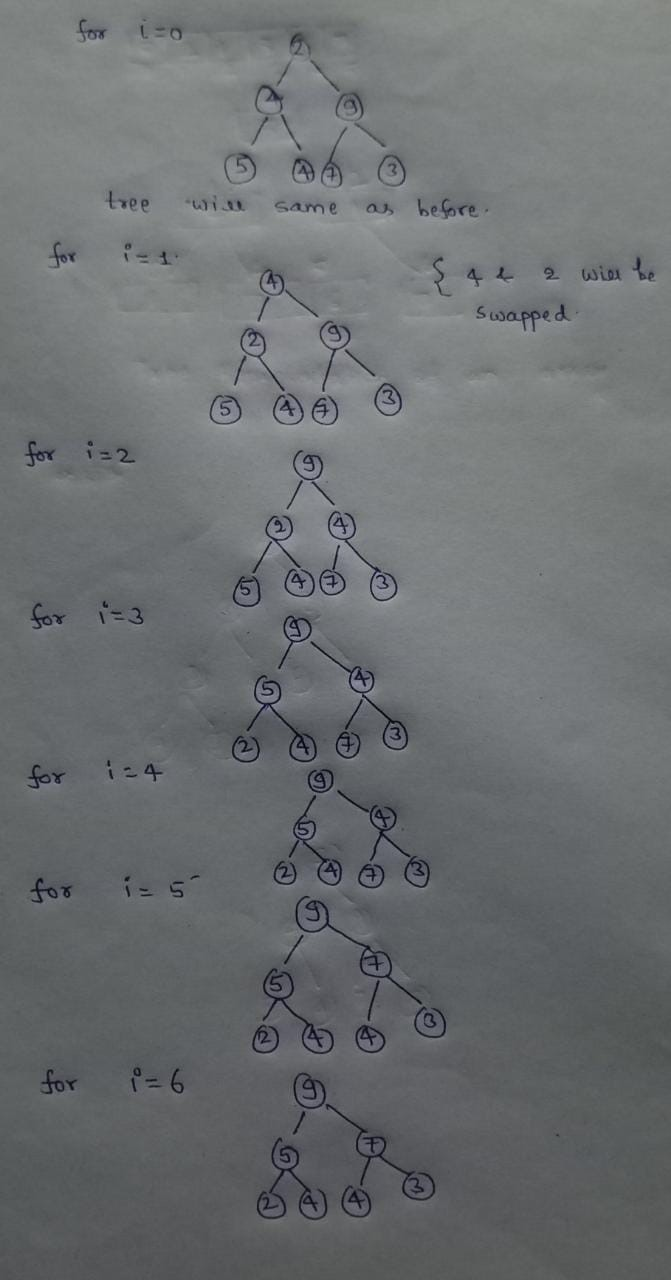 for i=0
2
4 9
5 4 7 3
tree will same as before.
for i=1.
{ 4 & 2 will be
swapped.
4
2 9
5 4 7 3
for i=2
9
2 4
5 4 7 3
for i=3
9
5 4
2 4 7 3
for i=4
9
5 4
2 4 7 3
for i=5
9
5 7
2 4 4 3
for i=6
9
5 7
2 4 4 3